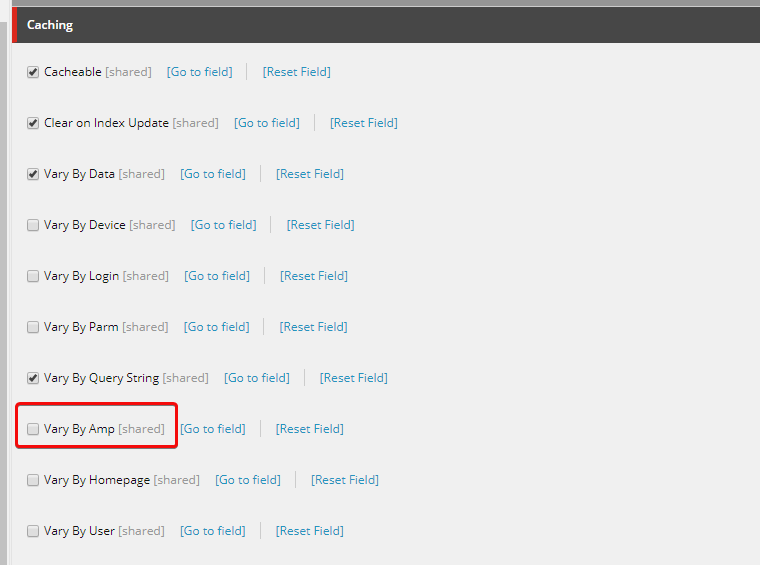 Caching
Cacheable [shared] [Go to field] [Reset Field]
Clear on Index Update [shared] [Go to field] [Reset Field]
Vary By Data [shared] [Go to field] [Reset Field]
Vary By Device [shared] [Go to field] [Reset Field]
Vary By Login [shared] [Go to field] [Reset Field]
Vary By Parm [shared] [Go to field] [Reset Field]
Vary By Query String [shared] [Go to field] [Reset Field]
Vary By Amp [shared] [Go to field] [Reset Field]
Vary By Homepage [shared] [Go to field] [Reset Field]
Vary By User [shared] [Go to field] [Reset Field]